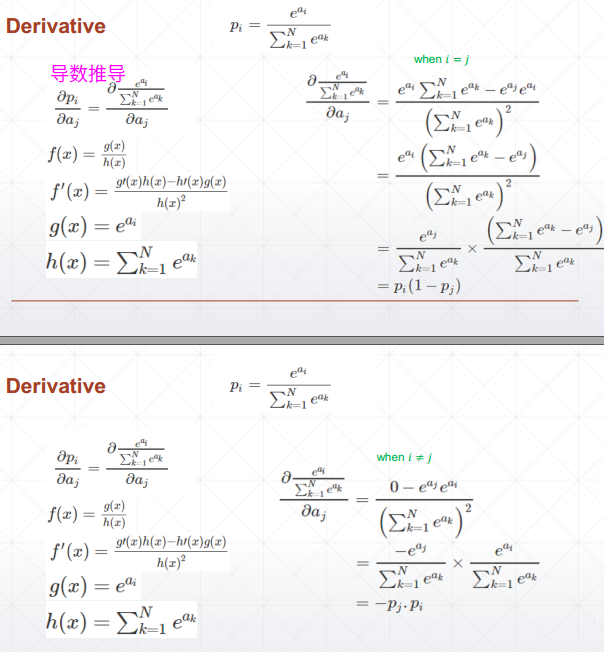 Derivative
p_i = \frac{e^{a_i}}{\sum_{k=1}^{N} e^{a_k}}
导数推导
\frac{\partial p_i}{\partial a_j} = \frac{\partial \frac{e^{a_i}}{\sum_{k=1}^{N} e^{a_k}}}{\partial a_j}
f(x) = \frac{g(x)}{h(x)}
f'(x) = \frac{g\prime(x)h(x)-h\prime(x)g(x)}{h(x)^2}
g(x) = e^{a_i}
h(x) = \sum_{k=1}^{N} e^{a_k}
when i = j
\frac{\partial \frac{e^{a_i}}{\sum_{k=1}^{N} e^{a_k}}}{\partial a_j} = \frac{e^{a_i} \sum_{k=1}^{N} e^{a_k} - e^{a_j} e^{a_i}}{\left(\sum_{k=1}^{N} e^{a_k}\right)^2}
= \frac{e^{a_i} \left(\sum_{k=1}^{N} e^{a_k} - e^{a_j}\right)}{\left(\sum_{k=1}^{N} e^{a_k}\right)^2}
= \frac{e^{a_j}}{\sum_{k=1}^{N} e^{a_k}} \times \frac{\left(\sum_{k=1}^{N} e^{a_k} - e^{a_j}\right)}{\sum_{k=1}^{N} e^{a_k}}
= p_i(1 - p_j)
Derivative
p_i = \frac{e^{a_i}}{\sum_{k=1}^{N} e^{a_k}}
\frac{\partial p_i}{\partial a_j} = \frac{\partial \frac{e^{a_i}}{\sum_{k=1}^{N} e^{a_k}}}{\partial a_j}
f(x) = \frac{g(x)}{h(x)}
f'(x) = \frac{g\prime(x)h(x)-h\prime(x)g(x)}{h(x)^2}
g(x) = e^{a_i}
h(x) = \sum_{k=1}^{N} e^{a_k}
when i ≠ j
\frac{\partial \frac{e^{a_i}}{\sum_{k=1}^{N} e^{a_k}}}{\partial a_j} = \frac{0 - e^{a_j} e^{a_i}}{\left(\sum_{k=1}^{N} e^{a_k}\right)^2}
= \frac{-e^{a_j}}{\sum_{k=1}^{N} e^{a_k}} \times \frac{e^{a_i}}{\sum_{k=1}^{N} e^{a_k}}
= -p_j.p_i